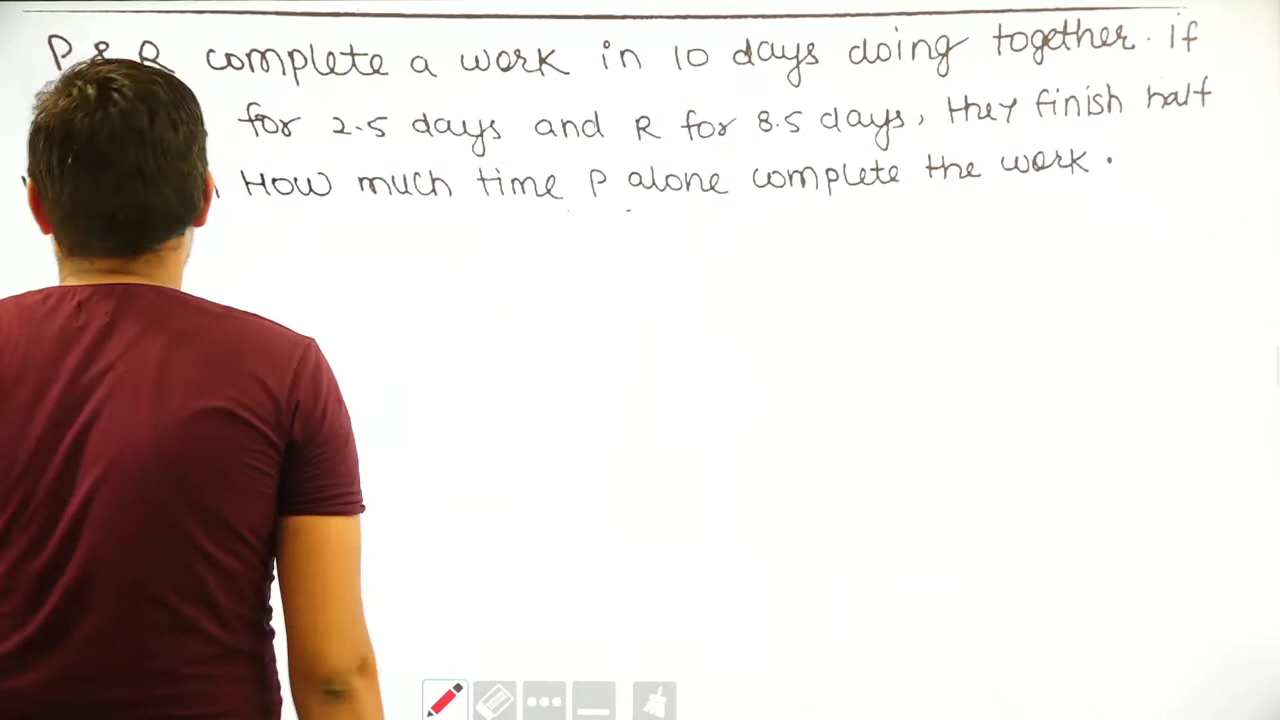 P & R complete a work in 10 days doing together. If
for 2.5 days and R for 8.5 days, they finish half
How much time P alone complete the work.